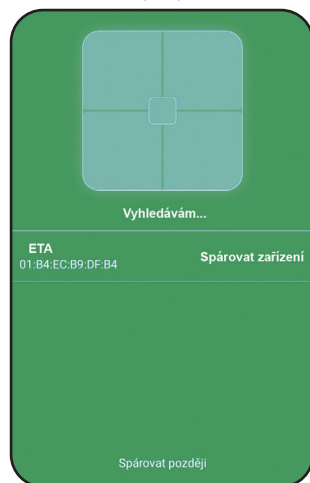 Vyhledávám...
ETA
01:B4:EC:B9:DF:B4
Spárovat zařízení
Spárovat později